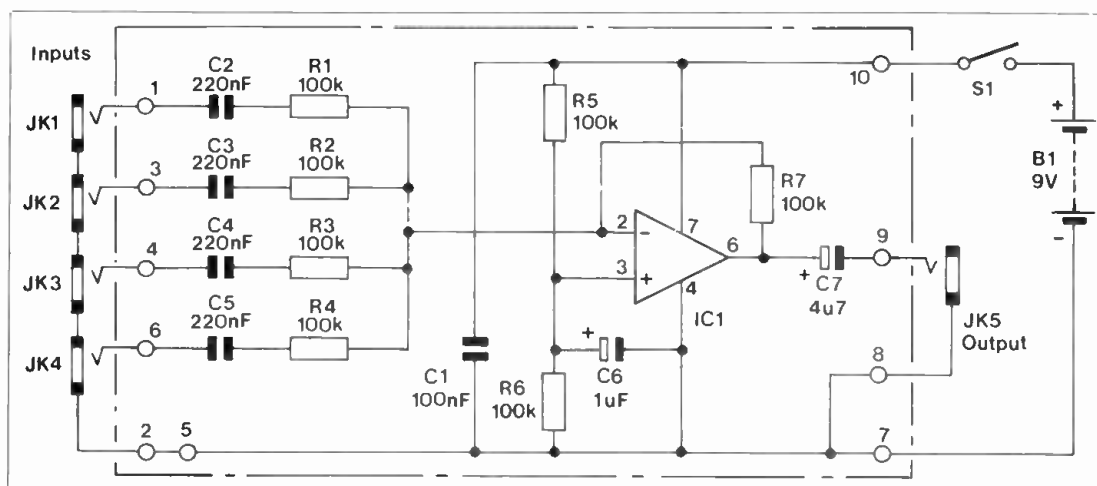 Inputs
JK1
JK2
JK3
JK4
1
C2
220nF
R1
100k
3
C3
220nF
R2
100k
4
C4
220nF
R3
100k
6
C5
220nF
R4
100k
2
5
C1
100nF
R5
100k
R6
100k
+
C6
1uF
2
-
3
+
7
6
4
IC1
R7
100k
+
C7
4u7
9
8
7
10
JK5
Output
S1
+
B1
9V
-